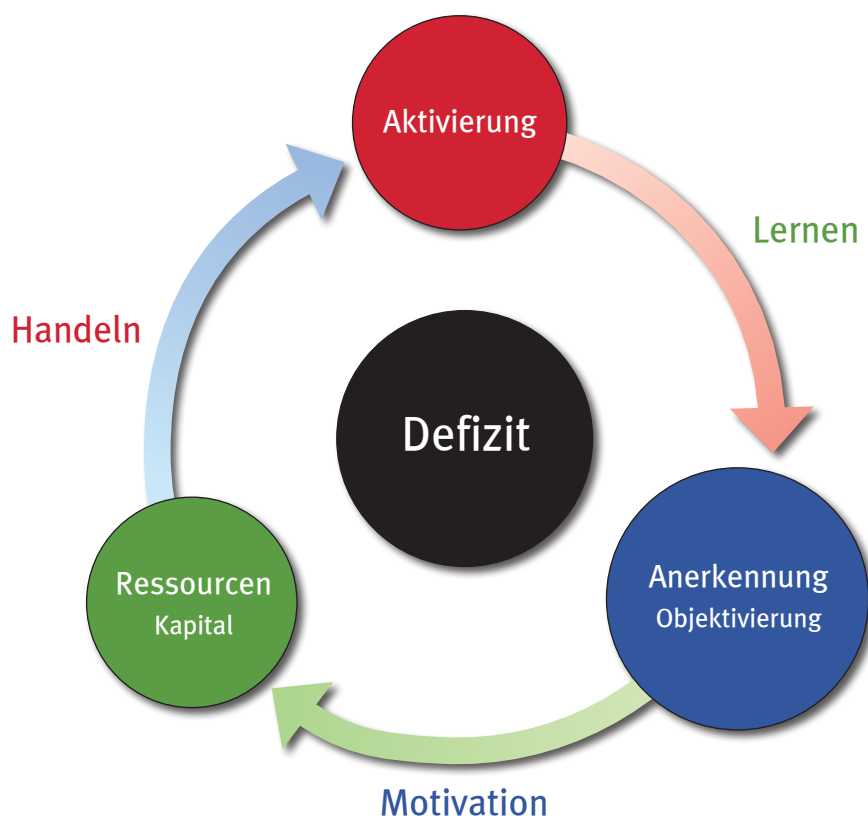 Aktivierung
Lernen
Handeln
Defizit
Ressourcen
Kapital
Anerkennung
Objektivierung
Motivation